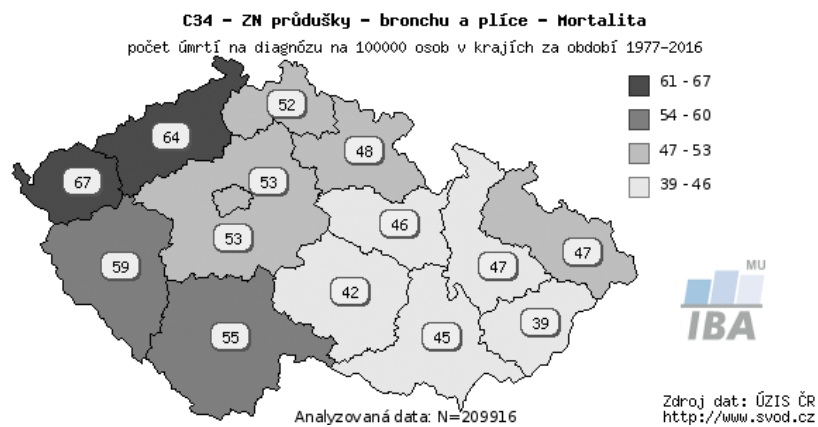 C34 - ZN průdušky - bronchu a plíce - Mortalita
počet úmrtí na diagnózu na 100000 osob v krajích za období 1977-2016
61 - 67
54 - 60
47 - 53
39 - 46
52
64
48
67
53
46
53
59
47
47
42
39
55
45
MU
IBA
Analyzovaná data: N=209916
Zdroj dat: ÚZIS ČR
http://www.svod.cz